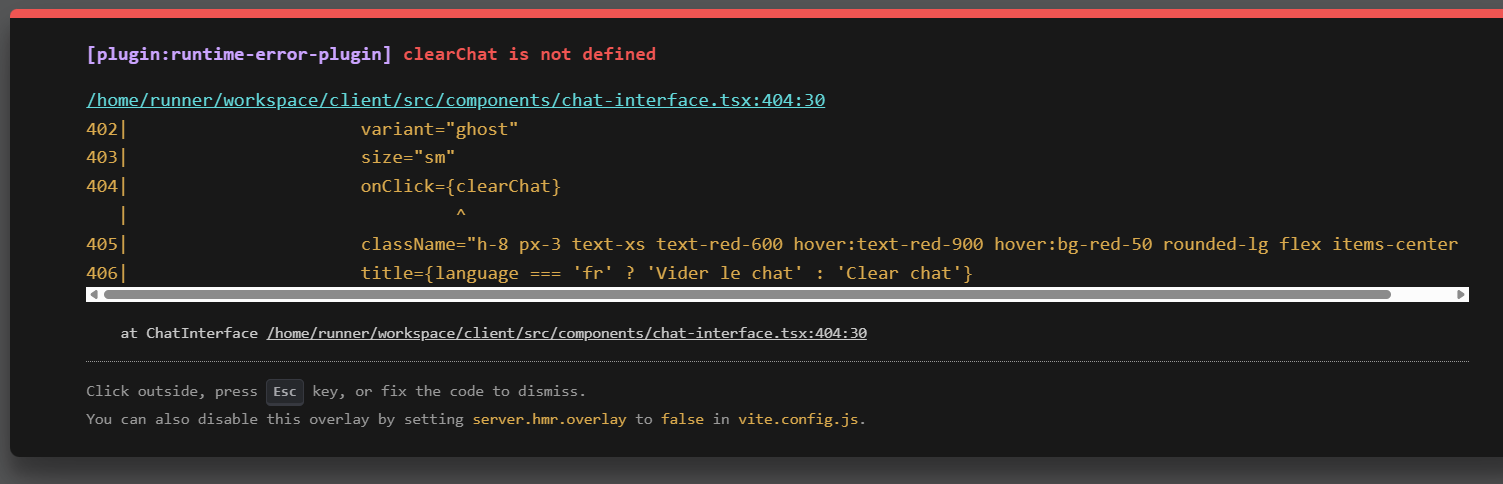 [plugin:runtime-error-plugin] clearChat is not defined
/home/runner/workspace/client/src/components/chat-interface.tsx:404:30
402|                      variant="ghost"
403|                      size="sm"
404|                      onClick={clearChat}
   |                               ^
405|                      className="h-8 px-3 text-xs text-red-600 hover:text-red-900 hover:bg-red-50 rounded-lg flex items-center
406|                      title={language === 'fr' ? 'Vider le chat' : 'Clear chat'}
at ChatInterface /home/runner/workspace/client/src/components/chat-interface.tsx:404:30
Click outside, press Esc key, or fix the code to dismiss.
You can also disable this overlay by setting server.hmr.overlay to false in vite.config.js.